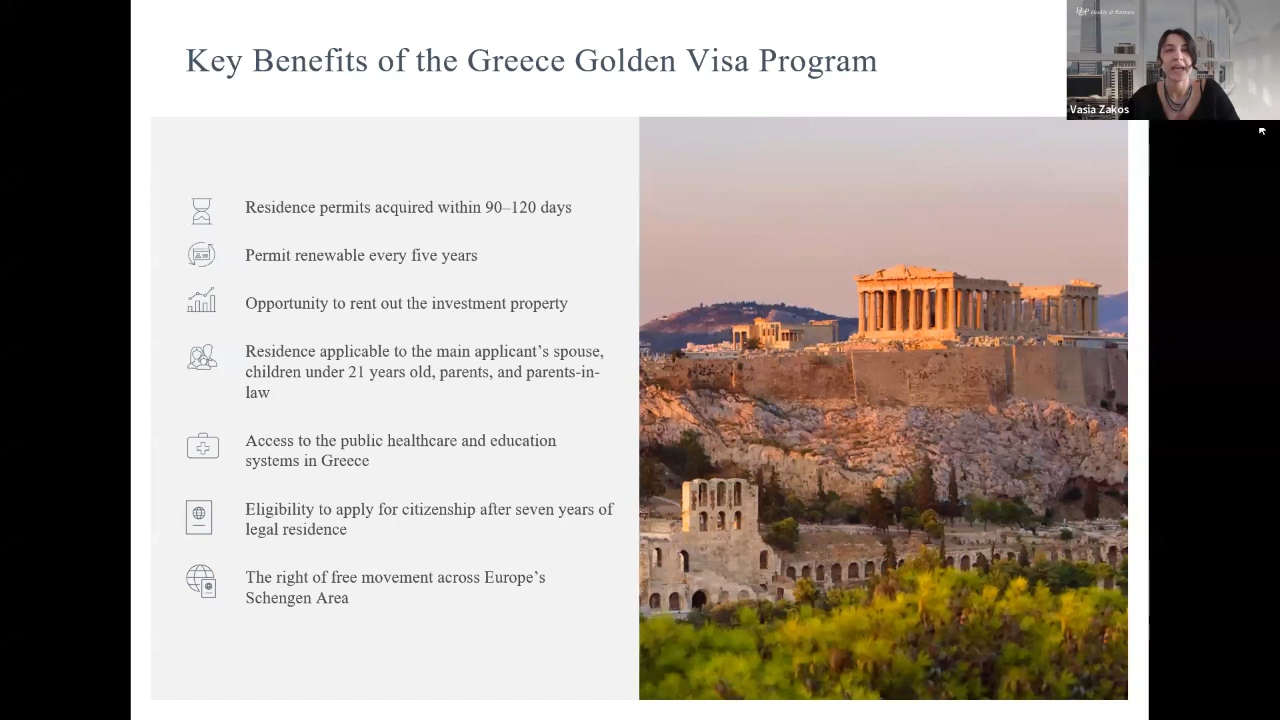 Key Benefits of the Greece Golden Visa Program
Henley & Partners
Vasia Zakos
Residence permits acquired within 90–120 days
Permit renewable every five years
Opportunity to rent out the investment property
Residence applicable to the main applicant’s spouse,
children under 21 years old, parents, and parents-in-
law
Access to the public healthcare and education
systems in Greece
Eligibility to apply for citizenship after seven years of
legal residence
The right of free movement across Europe’s
Schengen Area